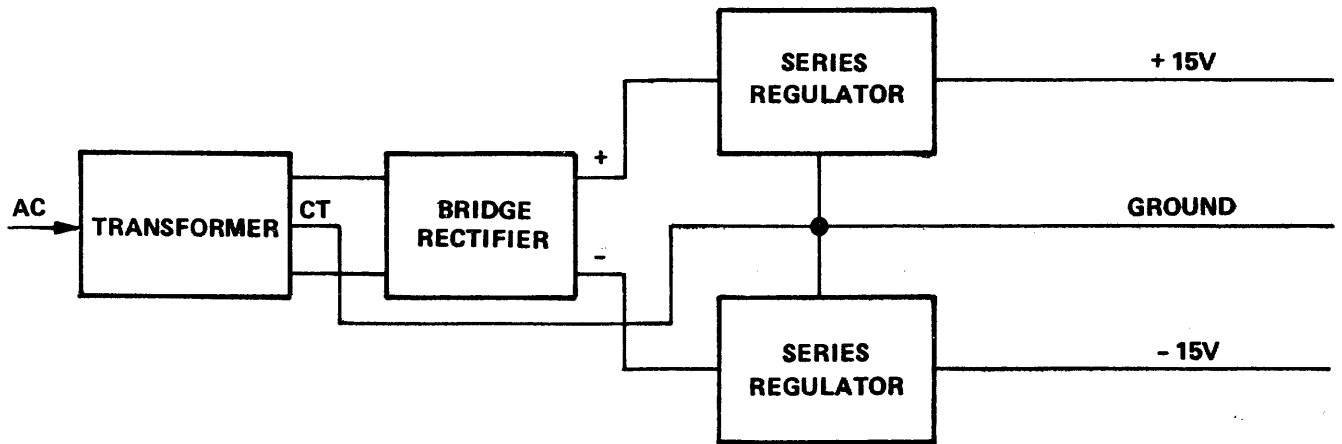 AC
TRANSFORMER
CT
BRIDGE
RECTIFIER
+
-
SERIES
REGULATOR
+ 15V
GROUND
SERIES
REGULATOR
- 15V